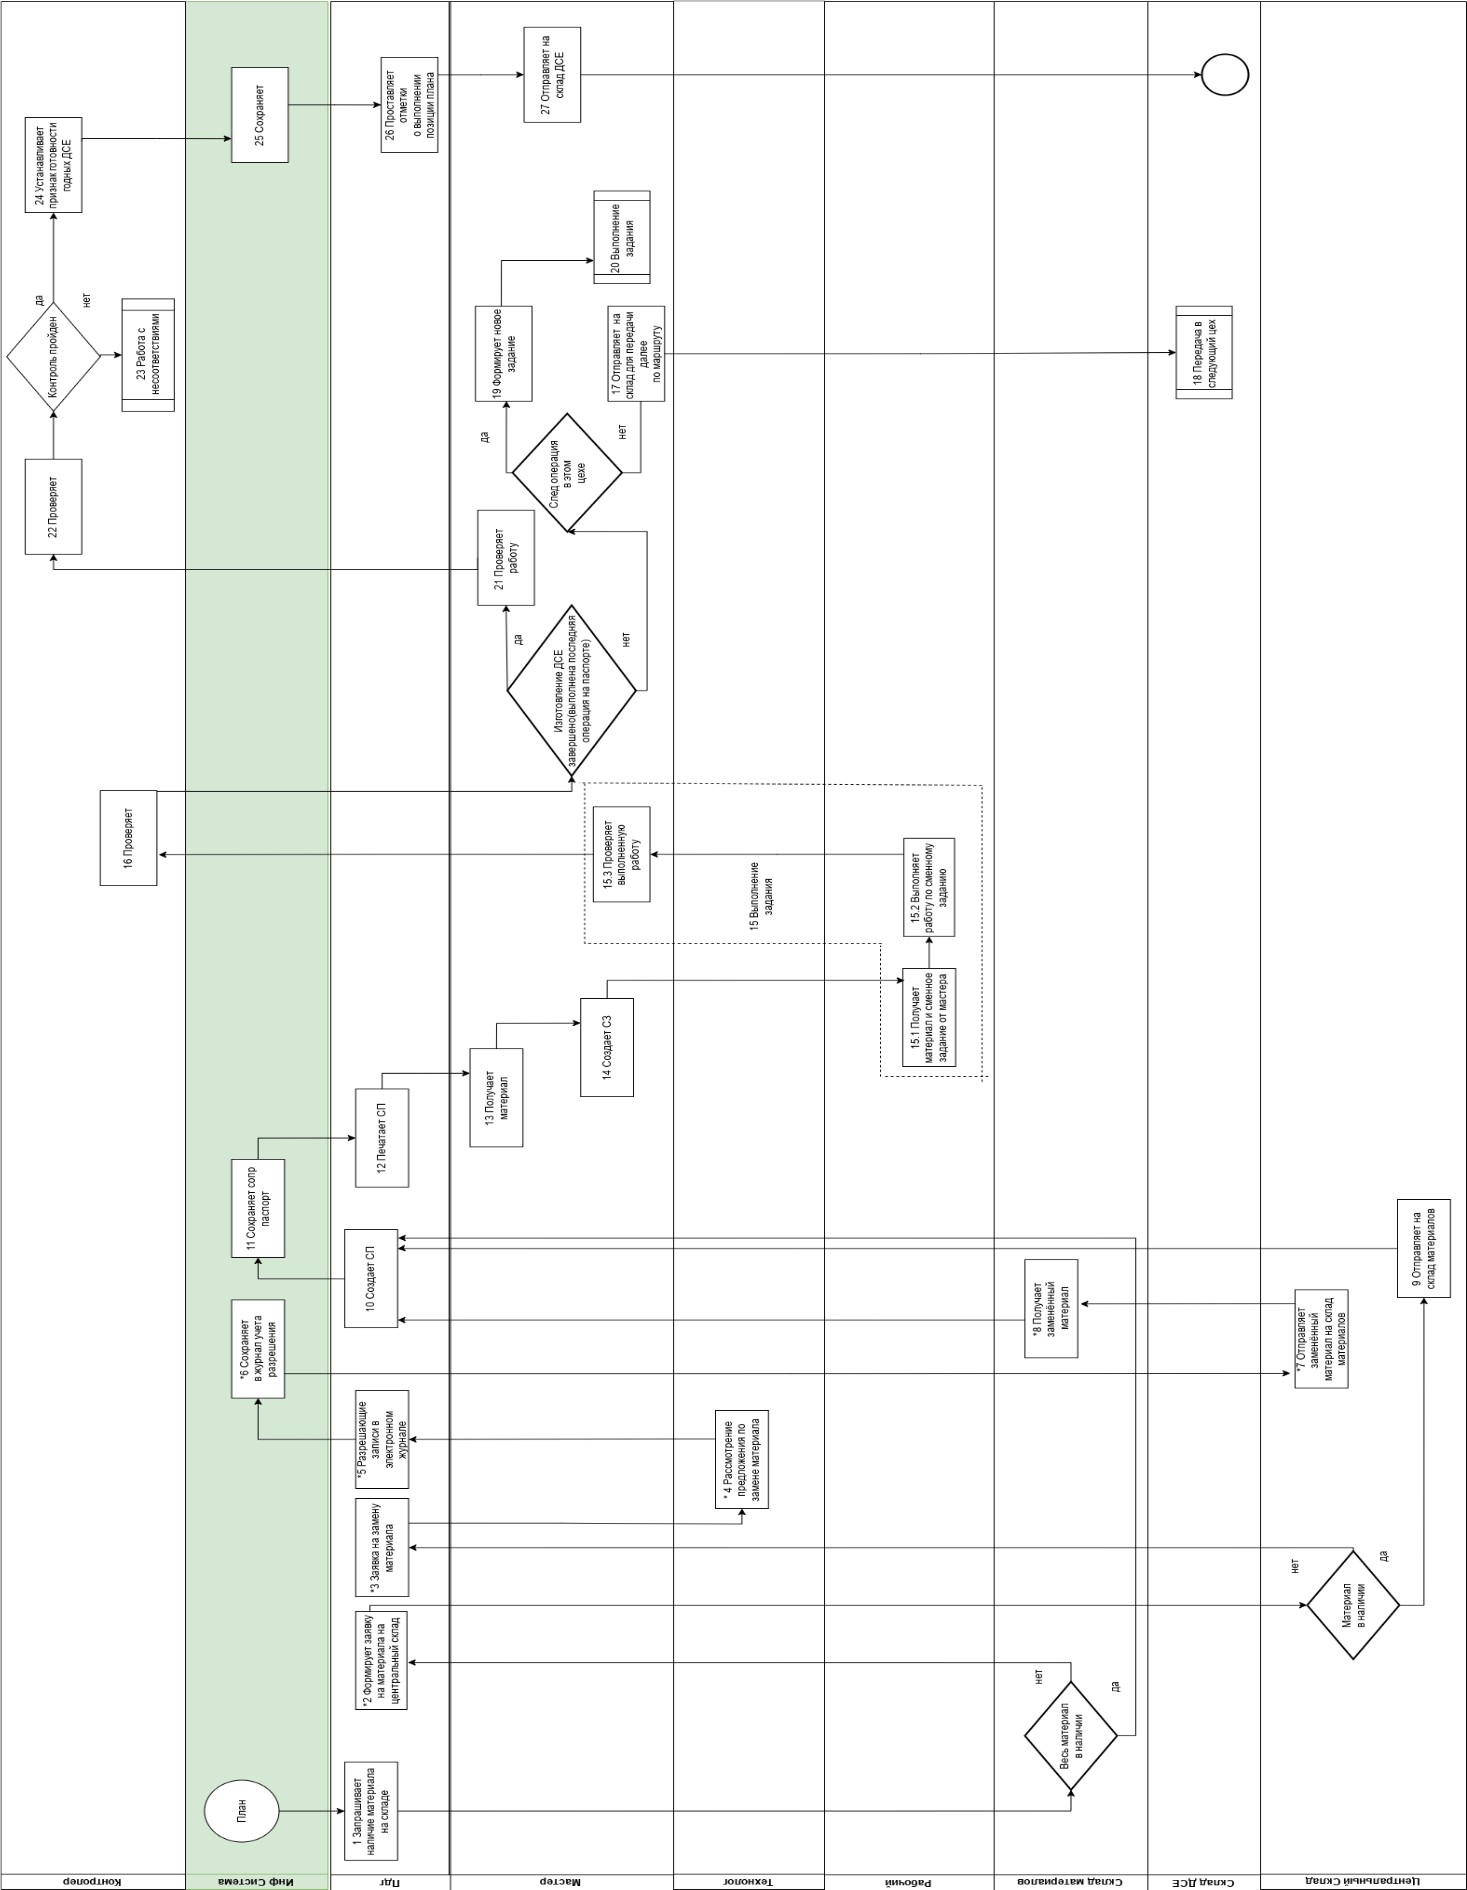 Контролер
Инф Система
Пдг
Мастер
Технолог
Рабочий
Склад материалов
Склад ДСЕ
Центральный Склад
План
1 Запрашивает
наличие материала
на складе
Весь материал
в наличии
нет
да
*2 Формирует заявку
на материала на
центральный склад
Материал
в наличии
нет
да
*3 Заявка на замену
материала
*4 Рассмотрение
предложения по
замене материала
*5 Разрешающие
записи в
электронном
журнале
*6 Сохраняет
в журнал учета
разрешения
*7 Отправляет
заменённый
материал на склад
материалов
*8 Получает
заменённый
материал
9 Отправляет на
склад материалов
10 Создает СП
11 Сохраняет сопр
паспорт
12 Печатает СП
13 Получает
материал
14 Создает СЗ
15.1 Получает
материал и сменное
задание от мастера
15.2 Выполняет
работу по сменному
заданию
15 Выполнение
задания
15.3 Проверяет
выполненную
работу
16 Проверяет
Изготовление ДСЕ
завершено(выполнена последняя
операция на паспорте)
да
нет
21 Проверяет
работу
След операция
в этом
цехе
да
нет
19 Формирует новое
задание
17 Отправляет на
склад для передачи
далее
по маршруту
18 Передача в
следующий цех
20 Выполнение
задания
22 Проверяет
Контроль пройден
да
нет
23 Работа с
несоответствиями
24 Устанавливает
признак готовности
годных ДСЕ
25 Сохраняет
26 Проставляет
отметки
о выполнении
позиции плана
27 Отправляет на
склад ДСЕ